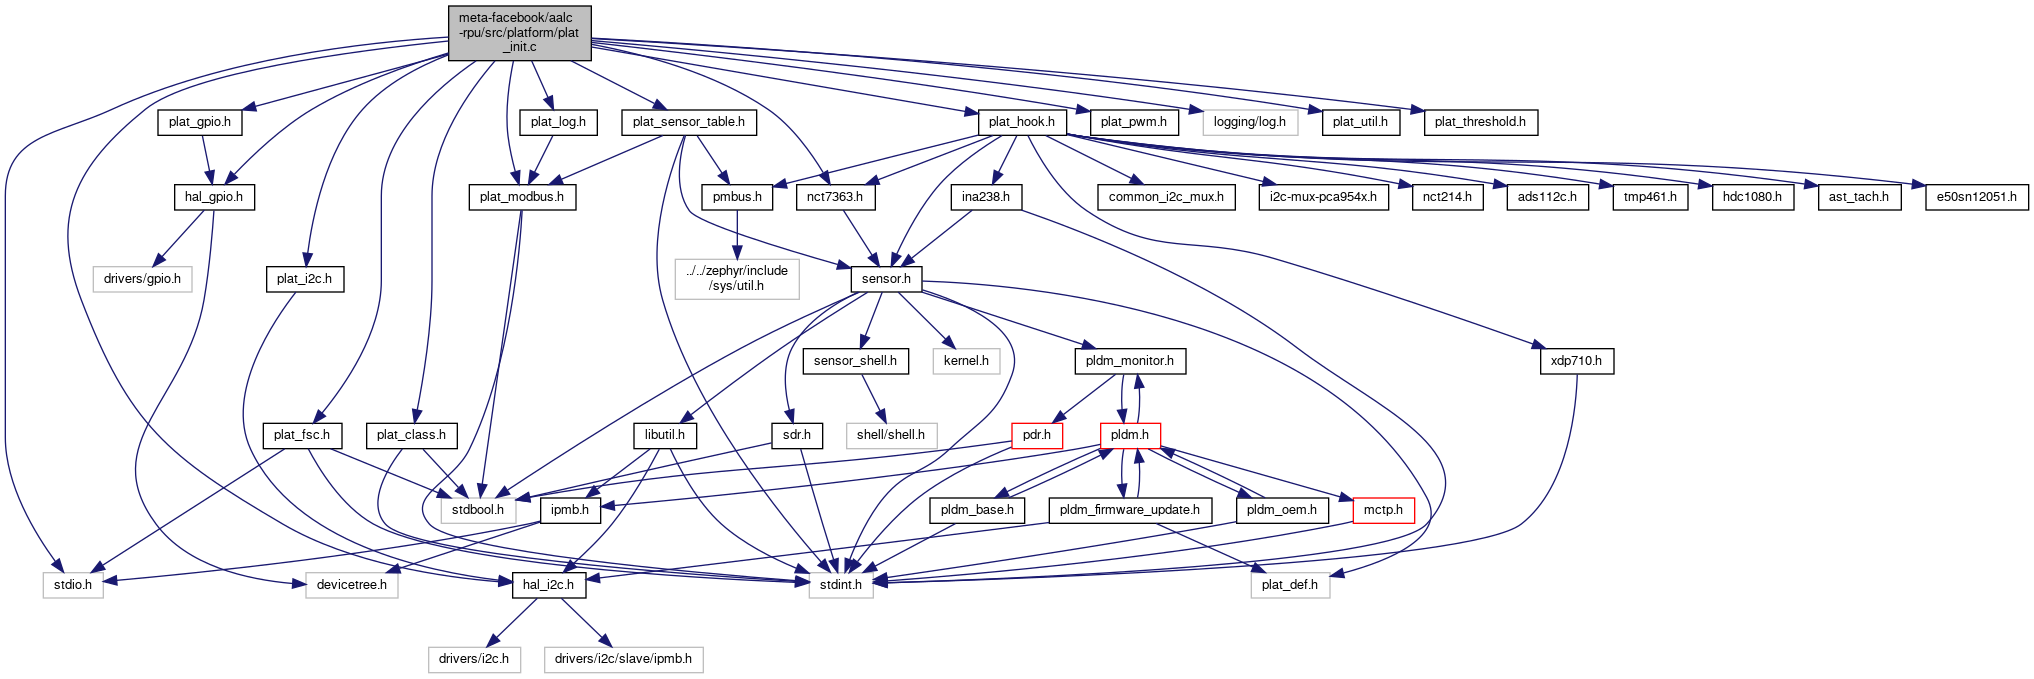 meta-facebook/aalc
-rpu/src/platform/plat
_init.c
plat_gpio.h
plat_log.h
plat_sensor_table.h
plat_hook.h
plat_pwm.h
logging/log.h
plat_util.h
plat_threshold.h
hal_gpio.h
plat_modbus.h
pmbus.h
nct7363.h
ina238.h
common_i2c_mux.h
i2c-mux-pca954x.h
nct214.h
ads112c.h
tmp461.h
hdc1080.h
ast_tach.h
e50sn12051.h
drivers/gpio.h
plat_i2c.h
../../zephyr/include
/sys/util.h
sensor.h
sensor_shell.h
kernel.h
pldm_monitor.h
xdp710.h
plat_fsc.h
plat_class.h
libutil.h
sdr.h
shell/shell.h
pdr.h
pldm.h
stdbool.h
ipmb.h
pldm_base.h
pldm_firmware_update.h
pldm_oem.h
mctp.h
stdio.h
devicetree.h
hal_i2c.h
stdint.h
plat_def.h
drivers/i2c.h
drivers/i2c/slave/ipmb.h